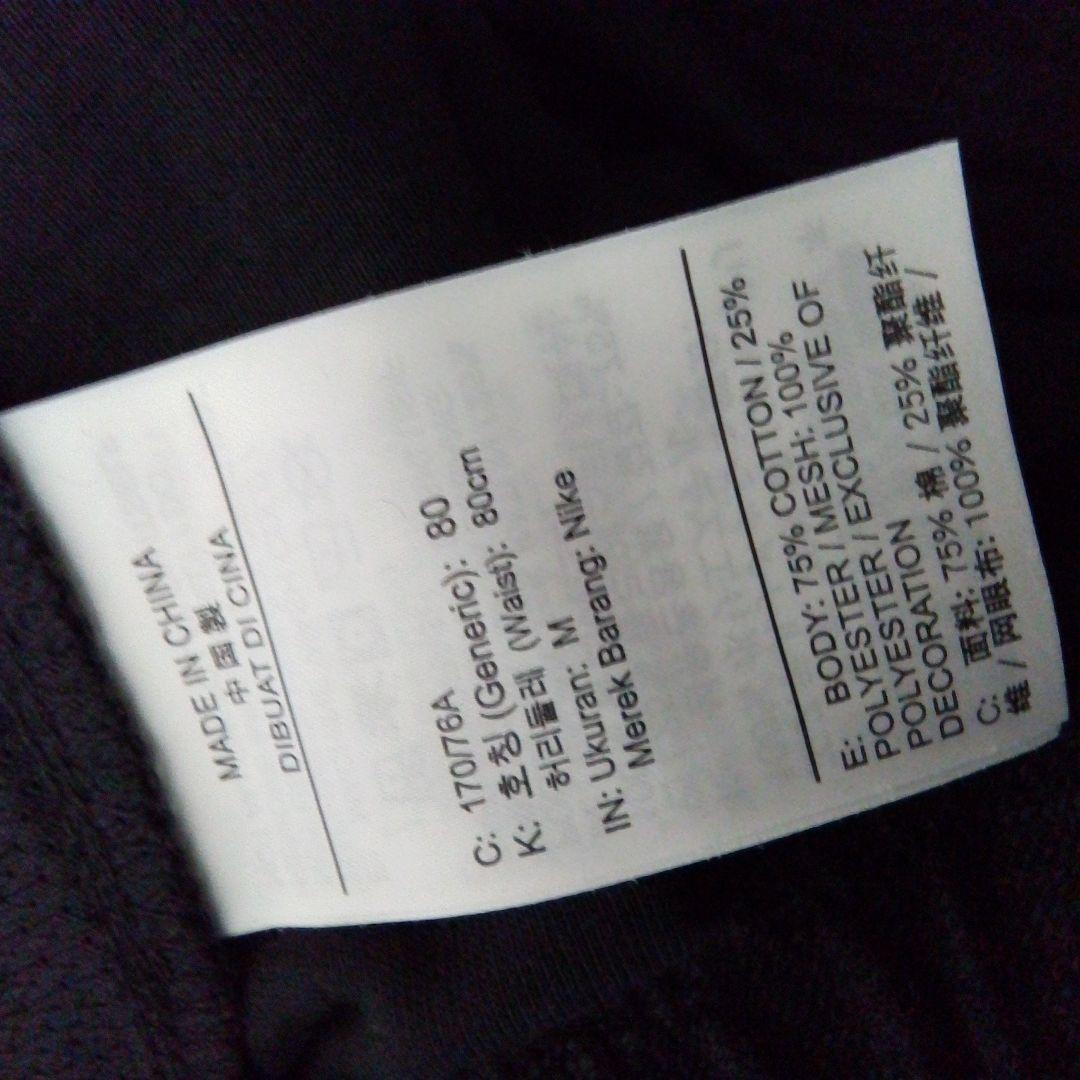 MADE IN CHINA
中国製
DIBUAT DI CINA
C: 170/76A
K: 호칭 (Generic): 80
허리둘레 (Waist): 80cm
IN: Ukuran: M
Merek Barang: Nike
E: BODY: 75% COTTON / 25%
POLYESTER / MESH: 100%
POLYESTER / EXCLUSIVE OF
DECORATION
C: 面料: 75% 棉 / 25% 聚酯纤
维 / 网眼布: 100% 聚酯纤维 /